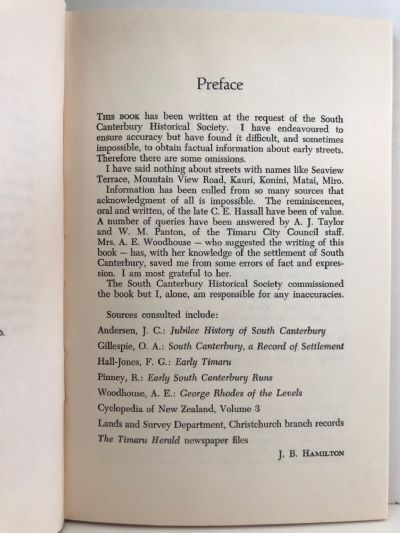 Preface
THIS BOOK has been written at the request of the South
Canterbury Historical Society. I have endeavoured to
ensure accuracy but have found it difficult, and sometimes
impossible, to obtain factual information about early streets.
Therefore there are some omissions.
I have said nothing about streets with names like Seaview
Terrace, Mountain View Road, Kauri, Konini, Matai, Miro.
Information has been culled from so many sources that
acknowledgment of all is impossible. The reminiscences,
oral and written, of the late C. E. Hassall have been of value.
A number of queries have been answered by A. J. Taylor
and W. M. Panton, of the Timaru City Council staff.
Mrs. A. E. Woodhouse — who suggested the writing of this
book — has, with her knowledge of the settlement of South
Canterbury, saved me from some errors of fact and expres-
sion. I am most grateful to her.
The South Canterbury Historical Society commissioned
the book but I, alone, am responsible for any inaccuracies.
Sources consulted include:
Andersen, J. C.: Jubilee History of South Canterbury
Gillespie, O. A.: South Canterbury, a Record of Settlement
Hall-Jones, F. G.: Early Timaru
Pinney, R.: Early South Canterbury Runs
Woodhouse, A. E.: George Rhodes of the Levels
Cyclopedia of New Zealand, Volume 3
Lands and Survey Department, Christchurch branch records
The Timaru Herald newspaper files
J. B. HAMILTON